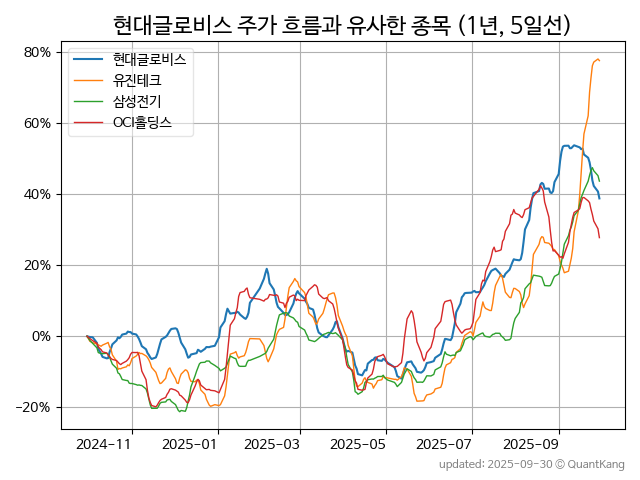 현대글로비스 주가 흐름과 유사한 종목 (1년, 5일선)
현대글로비스
유진테크
삼성전기
OCI홀딩스
80%
60%
40%
20%
0%
−20%
2024−11
2025−01
2025−03
2025−05
2025−07
2025−09
updated: 2025-09-30 © QuantKang